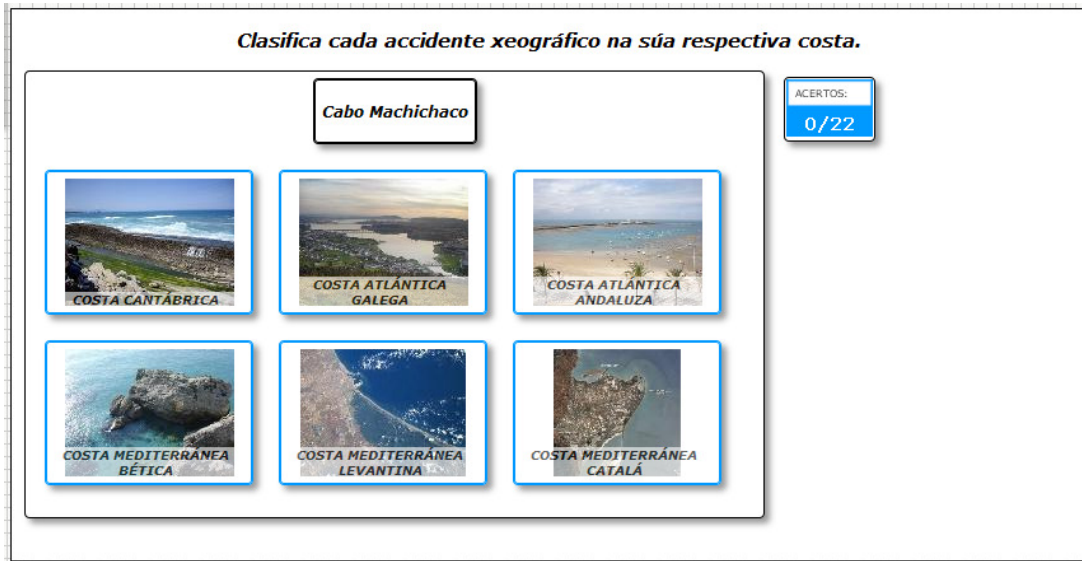 Clasifica cada accidente xeográfico na súa respectiva costa.
Cabo Machichaco
ACERTOS:
0/22
COSTA CANTÁBRICA
COSTA ATLÁNTICA
GALEGA
COSTA ATLÁNTICA
ANDALUZA
COSTA MEDITERRÁNEA
BÉTICA
COSTA MEDITERRÁNEA
LEVANTINA
COSTA MEDITERRÁNEA
CATALÁ